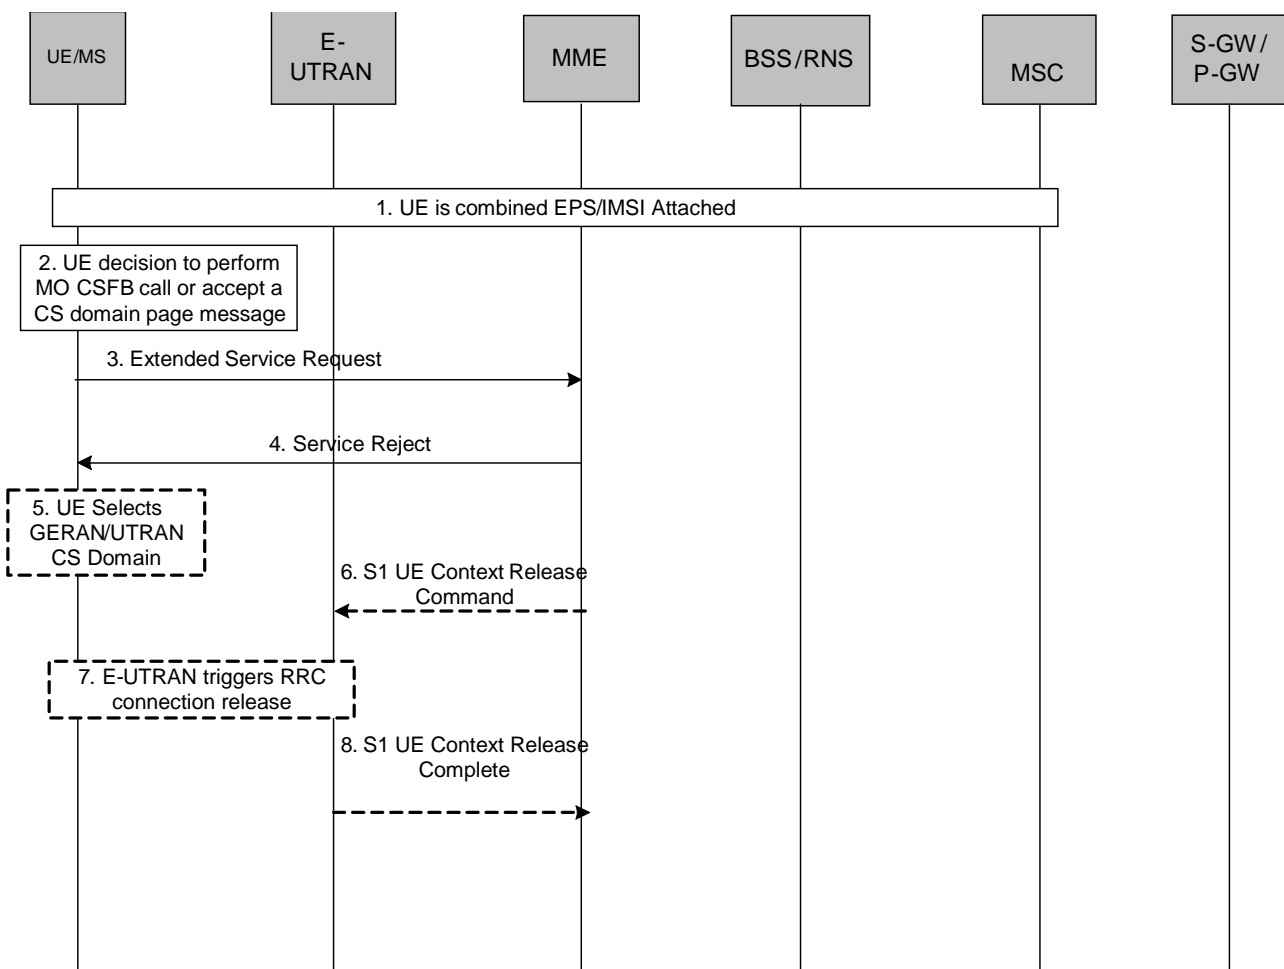 UE/MS
E-
UTRAN
MME
BSS/RNS
MSC
S-GW/
P-GW
1. UE is combined EPS/IMSI Attached
2. UE decision to perform
MO CSFB call or accept a
CS domain page message
3. Extended Service Request
4. Service Reject
5. UE Selects
GERAN/UTRAN
CS Domain
6. S1 UE Context Release
Command
7. E-UTRAN triggers RRC
connection release
8. S1 UE Context Release
Complete